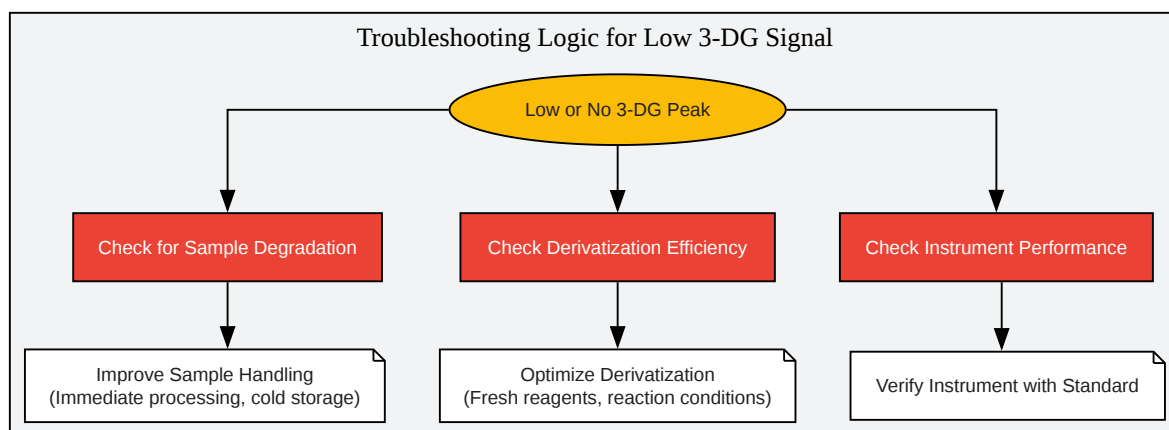 Troubleshooting Logic for Low 3-DG Signal
Low or No 3-DG Peak
Check for Sample Degradation
Check Derivatization Efficiency
Check Instrument Performance
Improve Sample Handling
(Immediate processing, cold storage)
Optimize Derivatization
(Fresh reagents, reaction conditions)
Verify Instrument with Standard